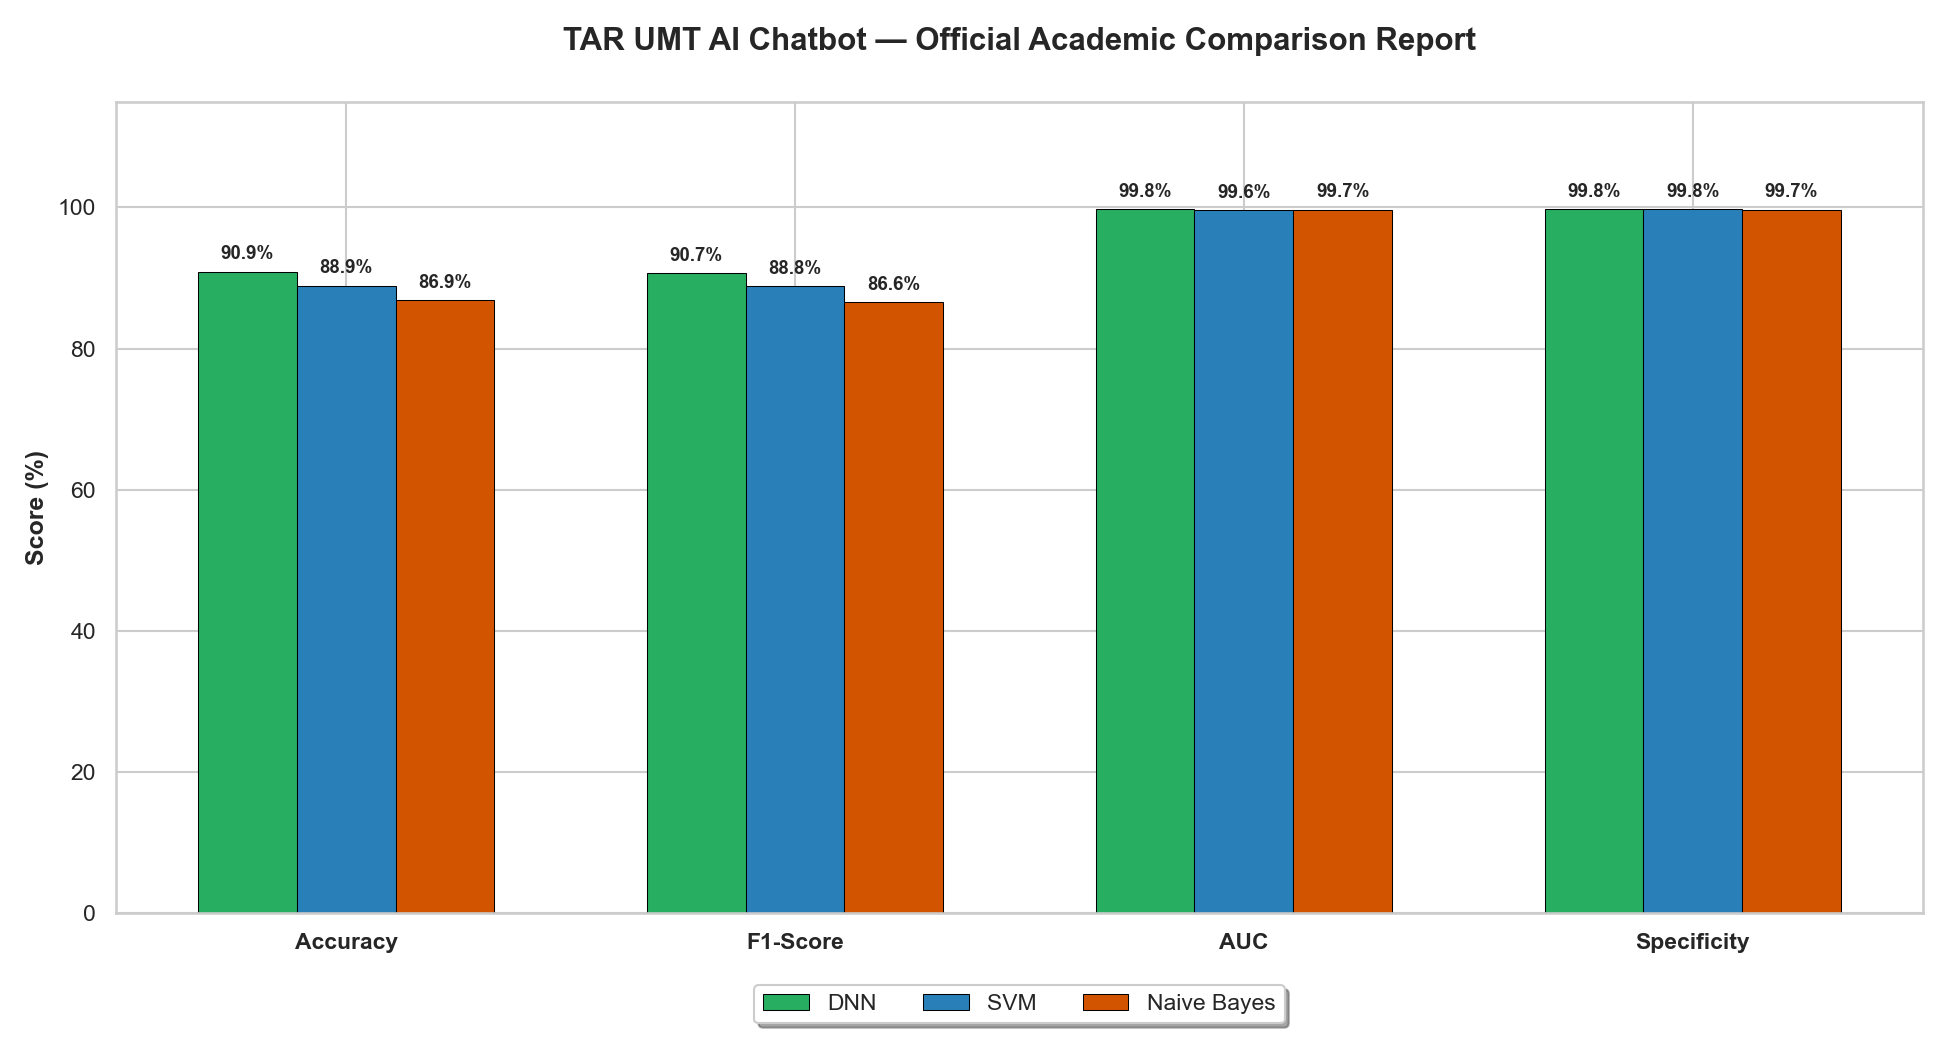 TAR UMT AI Chatbot — Official Academic Comparison Report
Score (%)
100
80
60
40
20
0
90.9%
88.9%
86.9%
90.7%
88.8%
86.6%
99.8%
99.6%
99.7%
99.8%
99.8%
99.7%
Accuracy
F1-Score
AUC
Specificity
DNN
SVM
Naive Bayes